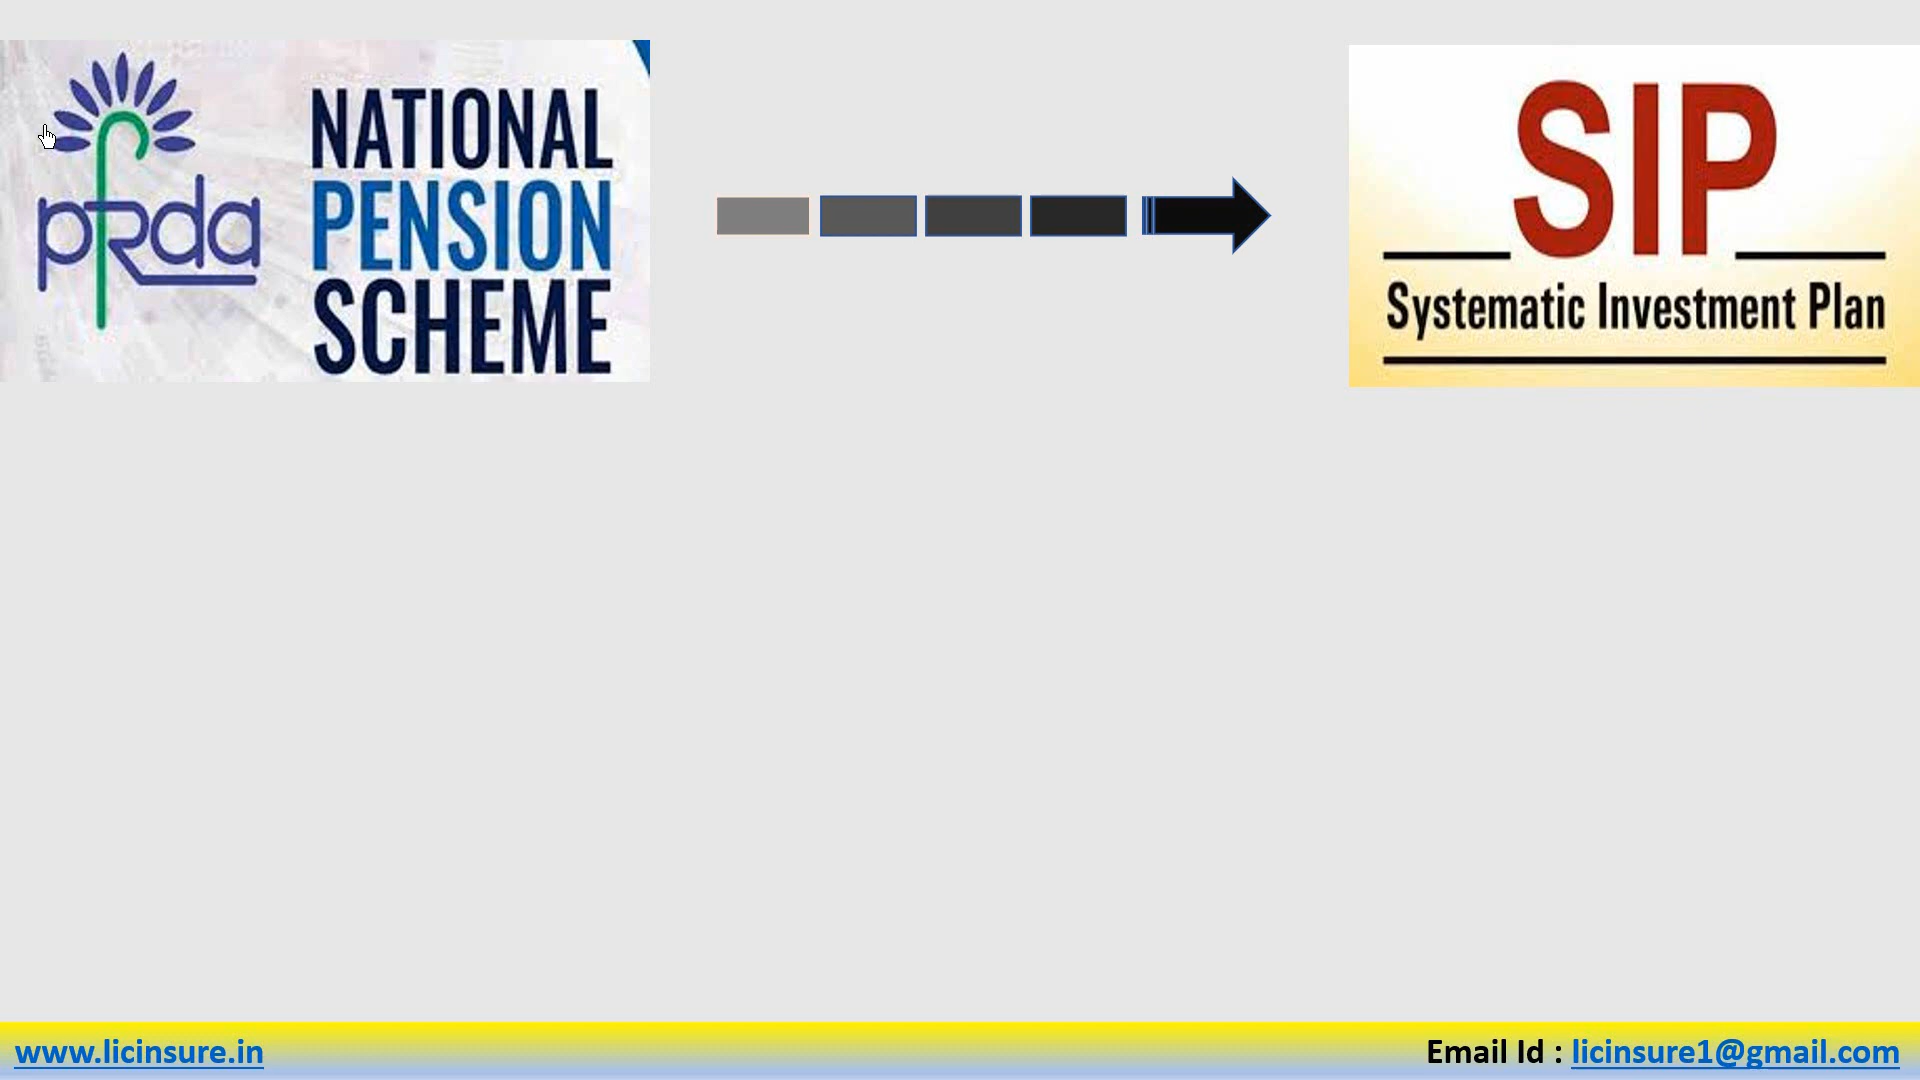 pfrda
NATIONAL
PENSION
SCHEME
SIP
Systematic Investment Plan
www.licinsure.in
Email Id : licinsure1@gmail.com